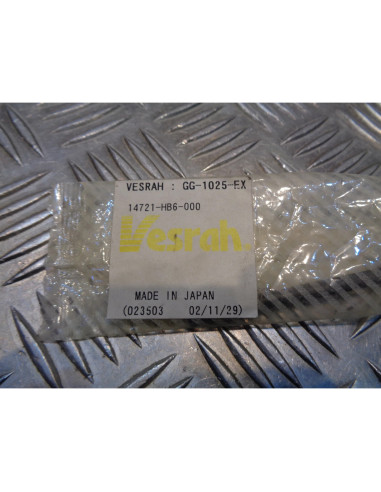 VESRAH : GG-1025-EX
14721-HB6-000
Vesrah
MADE IN JAPAN
(023503 02/11/29)